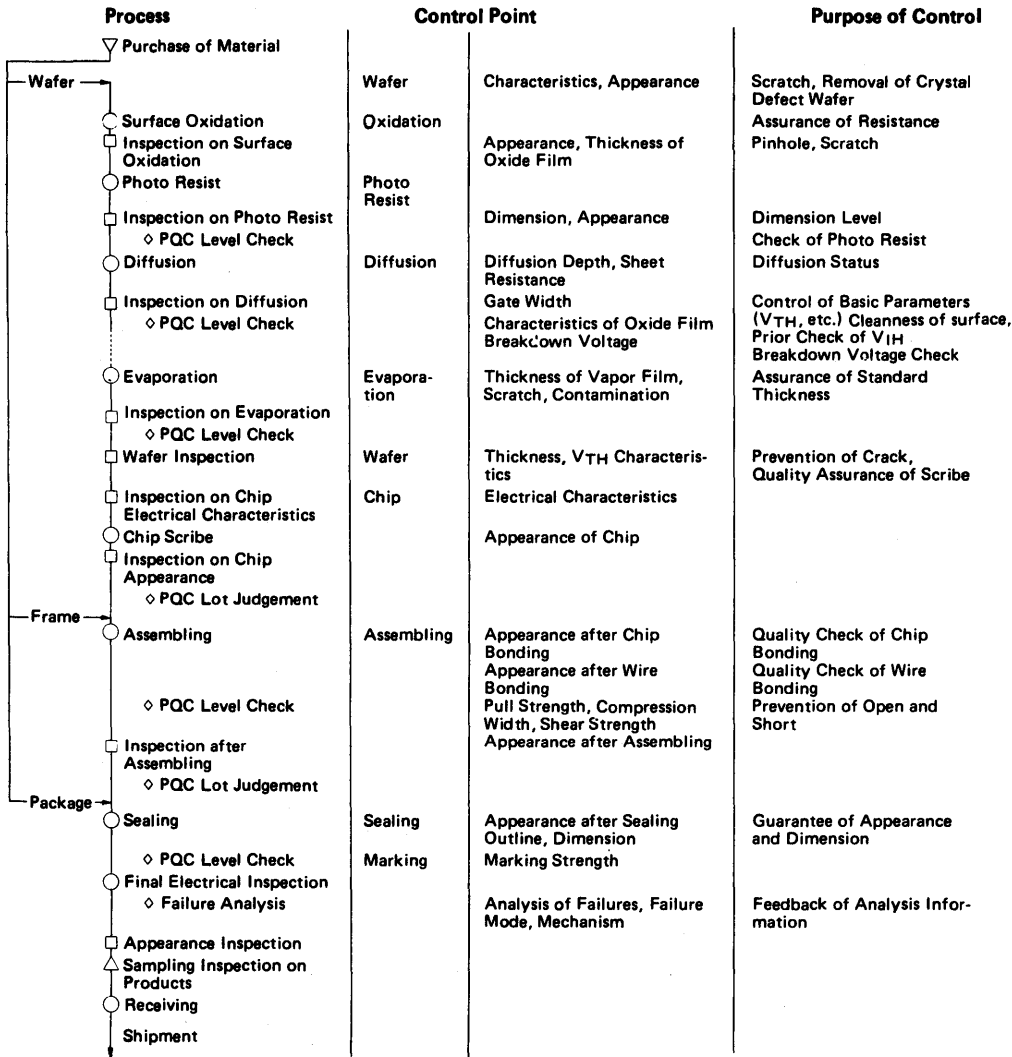 Process Control Point Purpose of Control
Purchase of Material
Wafer Wafer Characteristics, Appearance Scratch, Removal of Crystal
Defect Wafer
Surface Oxidation Oxidation Assurance of Resistance
Inspection on Surface Appearance, Thickness of Pinhole, Scratch
Oxidation Oxide Film
Photo Resist Photo
Resist
Inspection on Photo Resist Dimension, Appearance Dimension Level
◊ PQC Level Check Check of Photo Resist
Diffusion Diffusion Diffusion Depth, Sheet Diffusion Status
Resistance
Inspection on Diffusion Gate Width Control of Basic Parameters
◊ PQC Level Check Characteristics of Oxide Film (VTH, etc.) Cleanness of surface,
Breakdown Voltage Prior Check of VIH
Breakdown Voltage Check
Evaporation Evapora- Thickness of Vapor Film, Assurance of Standard
tion Scratch, Contamination Thickness
Inspection on Evaporation
◊ PQC Level Check
Wafer Inspection Wafer Thickness, VTH Characteris- Prevention of Crack,
tics Quality Assurance of Scribe
Inspection on Chip Chip Electrical Characteristics
Electrical Characteristics
Chip Scribe Appearance of Chip
Inspection on Chip
Appearance
◊ PQC Lot Judgement
Frame
Assembling Assembling Appearance after Chip Quality Check of Chip
Bonding Bonding
Appearance after Wire Quality Check of Wire
Bonding Bonding
◊ PQC Level Check Pull Strength, Compression Prevention of Open and
Width, Shear Strength Short
Inspection after Appearance after Assembling
Assembling
◊ PQC Lot Judgement
Package
Sealing Sealing Appearance after Sealing Guarantee of Appearance
Outline, Dimension and Dimension
◊ PQC Level Check Marking Marking Strength
Final Electrical Inspection
◊ Failure Analysis Analysis of Failures, Failure Feedback of Analysis Infor-
Mode, Mechanism mation
Appearance Inspection
Sampling Inspection on
Products
Receiving
Shipment